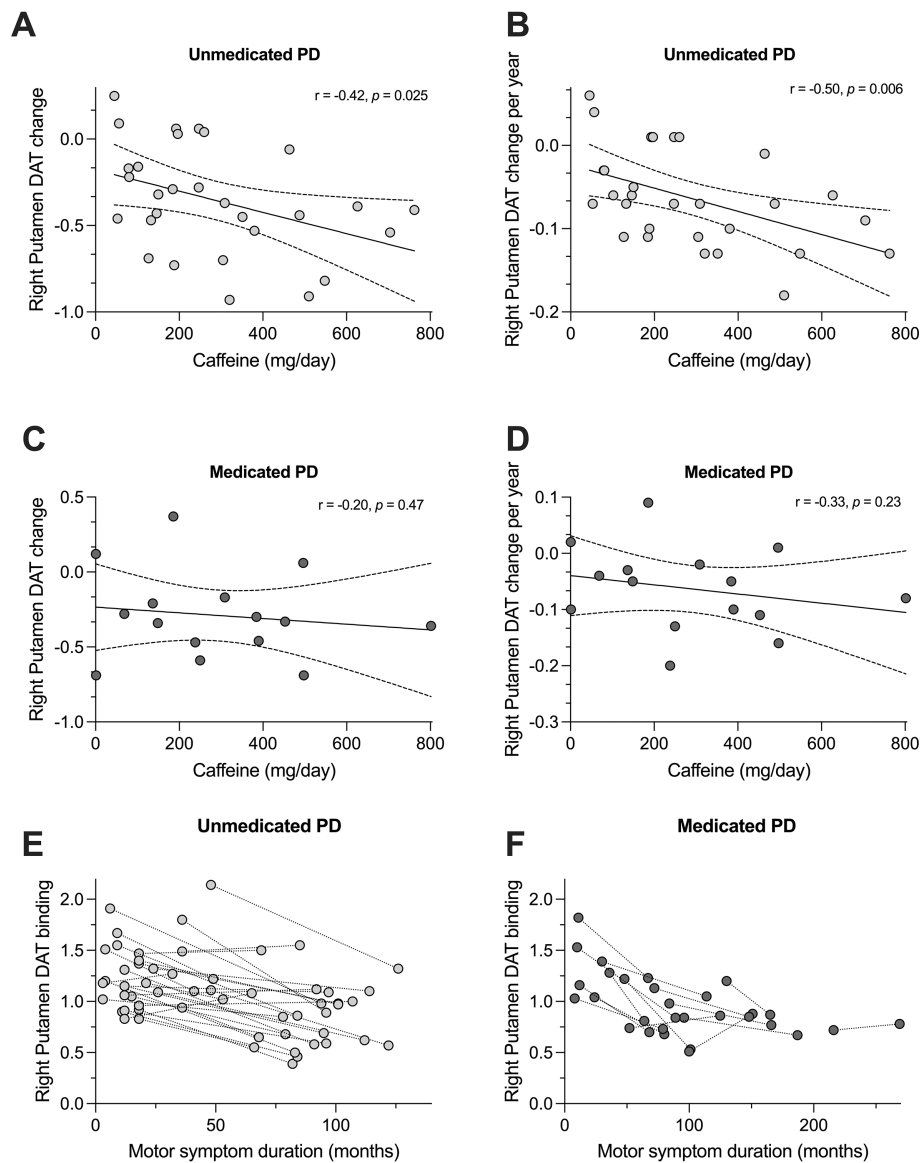 A
Unmedicated PD
r = -0.42, p = 0.025
Right Putamen DAT change
0.0
-0.5
-1.0
0
200
400
600
800
Caffeine (mg/day)
B
Unmedicated PD
r = -0.50, p = 0.006
Right Putamen DAT change per year
0.0
-0.1
-0.2
0
200
400
600
800
Caffeine (mg/day)
C
Medicated PD
r = -0.20, p = 0.47
Right Putamen DAT change
0.5
0.0
-0.5
-1.0
0
200
400
600
800
Caffeine (mg/day)
D
Medicated PD
r = -0.33, p = 0.23
Right Putamen DAT change per year
0.1
0.0
-0.1
-0.2
-0.3
0
200
400
600
800
Caffeine (mg/day)
E
Unmedicated PD
Right Putamen DAT binding
2.0
1.5
1.0
0.5
0.0
0
50
100
Motor symptom duration (months)
F
Medicated PD
Right Putamen DAT binding
2.0
1.5
1.0
0.5
0.0
0
100
200
Motor symptom duration (months)